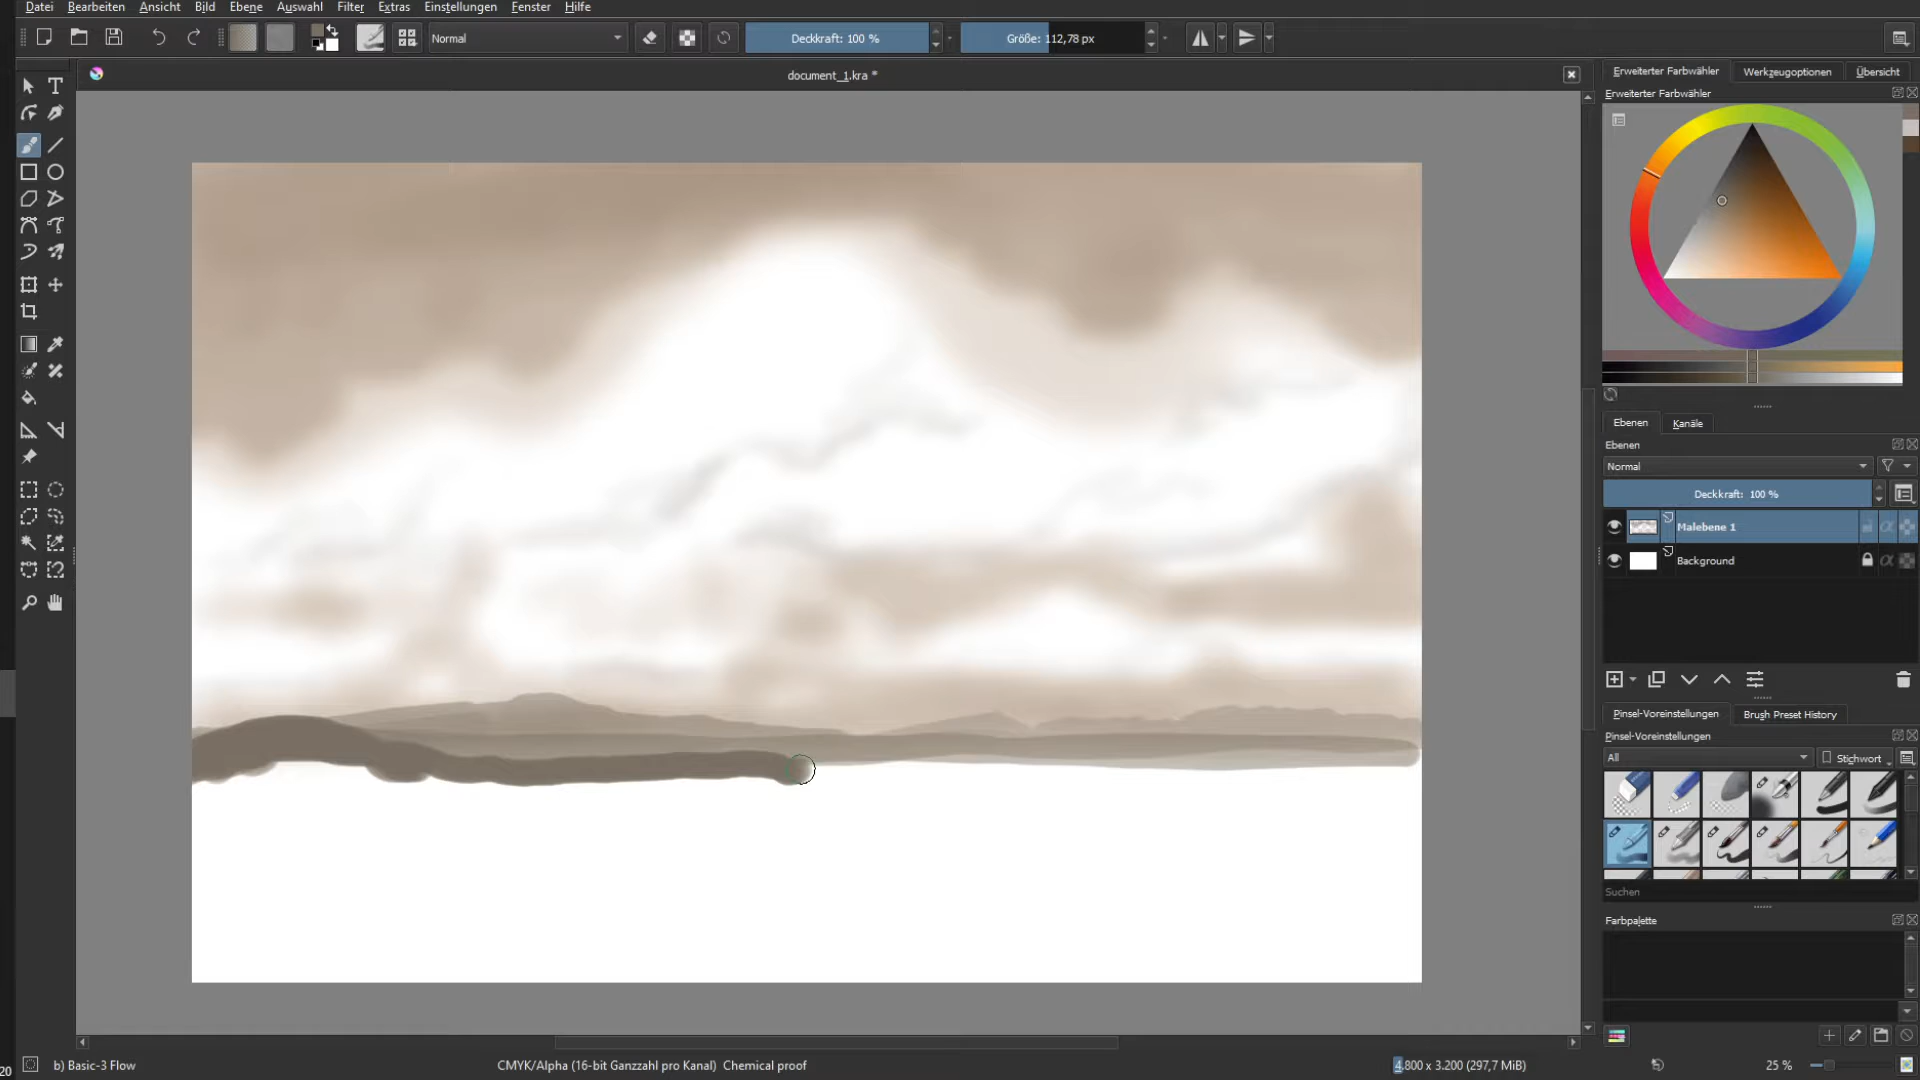 Datei Bearbeiten Ansicht Bild Ebene Auswahl Filter Extras Einstellungen Fenster Hilfe
Normal
Deckkraft: 100 %
Größe: 112,78 px
document_1.kra *
Erweiterter Farbwähler Werkzeugoptionen Übersicht
Erweiterter Farbwähler
Ebenen Kanäle
Ebenen
Normal
Deckkraft: 100 %
Malebene 1
Background
Pinsel-Voreinstellungen Brush Preset History
Pinsel-Voreinstellungen
All Stichwort
Suchen
Farbpalette
20 b) Basic-3 Flow CMYK/Alpha (16-bit Ganzzahl pro Kanal) Chemical proof 4.800 x 3.200 (297,7 MiB) 25 %